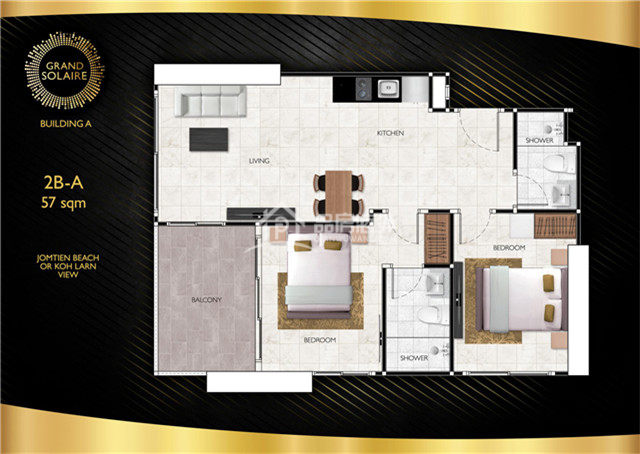 GRAND
SOLAIRE
BUILDING A
2B-A
57 sqm
JOMTIEN BEACH
OR KOH LARN
VIEW
KITCHEN
SHOWER
LIVING
BEDROOM
BALCONY
BEDROOM
SHOWER